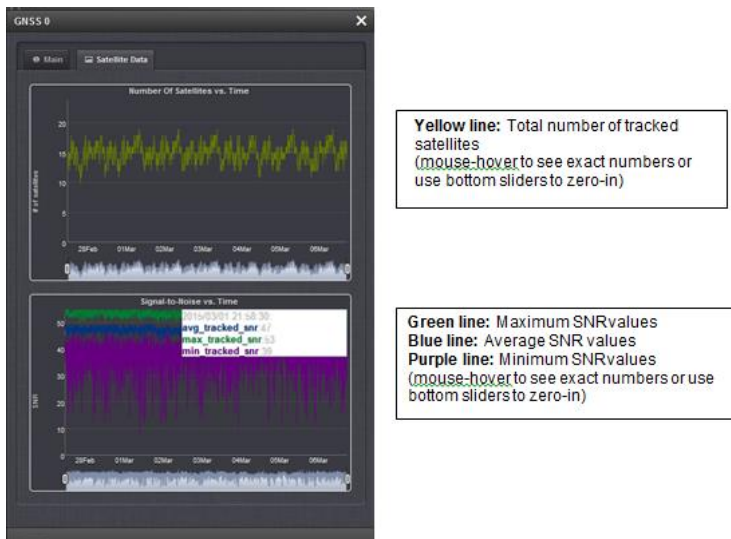 GNSS 0
Main
Satellite Data
Number Of Satellites vs. Time
# of satellites
20
15
10
5
0
28Feb 01Mar 02Mar 03Mar 04Mar 05Mar 06Mar
Signal-to-Noise vs. Time
SNR
50
40
30
20
10
0
2015/03/01 21:58:30
avg_tracked_snr:47
max_tracked_snr:53
min_tracked_snr:39
28Feb 01Mar 02Mar 03Mar 04Mar 05Mar 06Mar
Yellow line: Total number of tracked
satellites
(mouse-hover to see exact numbers or
use bottom sliders to zero-in)
Green line: Maximum SNRvalues
Blue line: Average SNR values
Purple line: Minimum SNRvalues
(mouse-hover to see exact numbers or use
bottom sliders to zero-in)